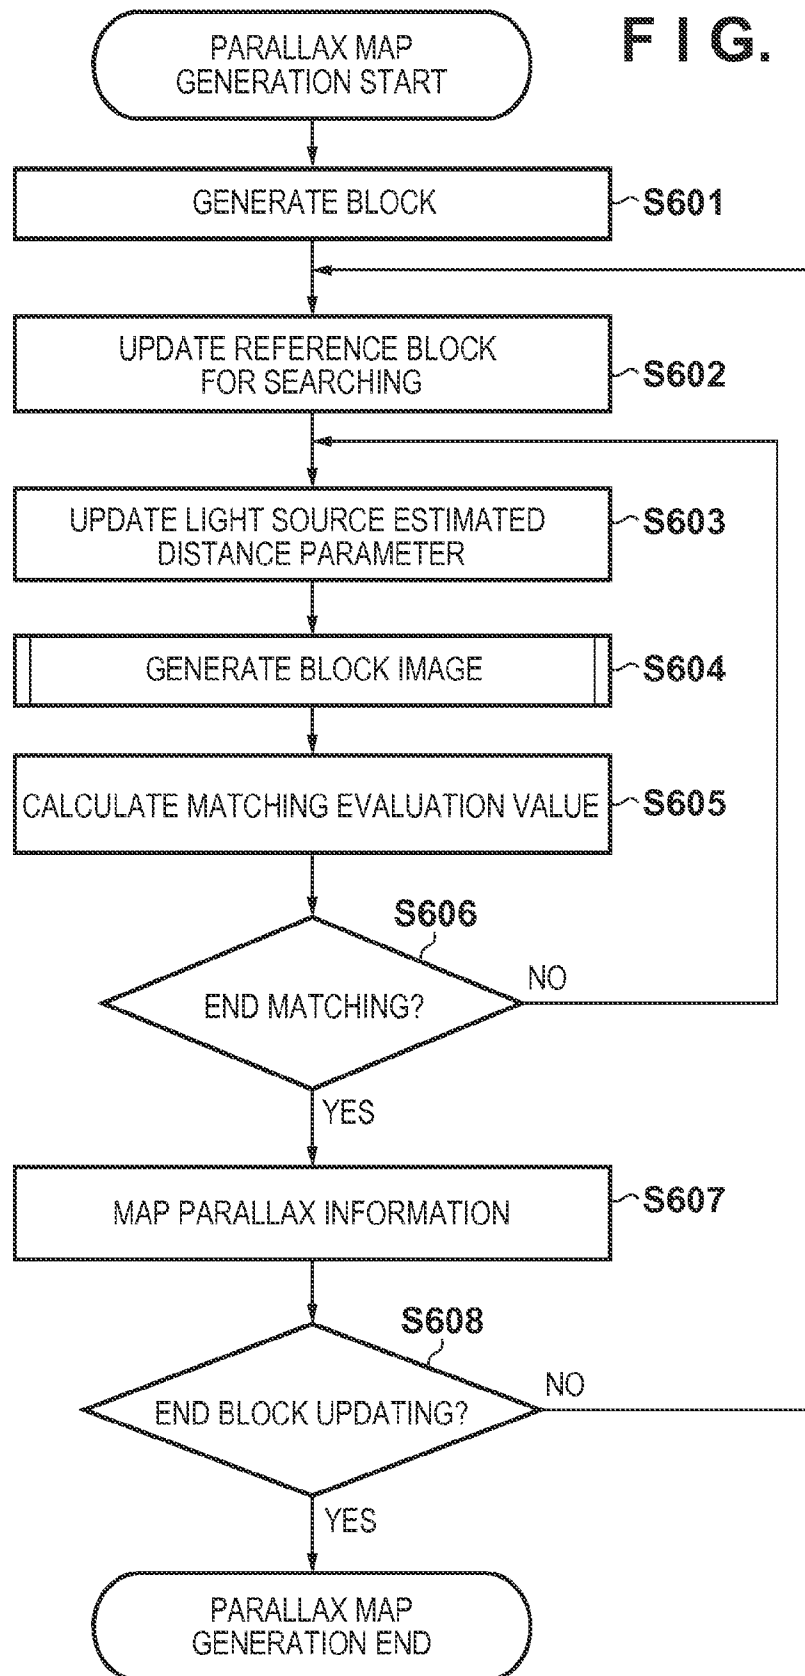 FIG.
PARALLAX MAP
GENERATION START
GENERATE BLOCK
S601
UPDATE REFERENCE BLOCK
FOR SEARCHING
S602
UPDATE LIGHT SOURCE ESTIMATED
DISTANCE PARAMETER
S603
GENERATE BLOCK IMAGE
S604
CALCULATE MATCHING EVALUATION VALUE
S605
S606
END MATCHING?
NO
YES
MAP PARALLAX INFORMATION
S607
S608
END BLOCK UPDATING?
NO
YES
PARALLAX MAP
GENERATION END